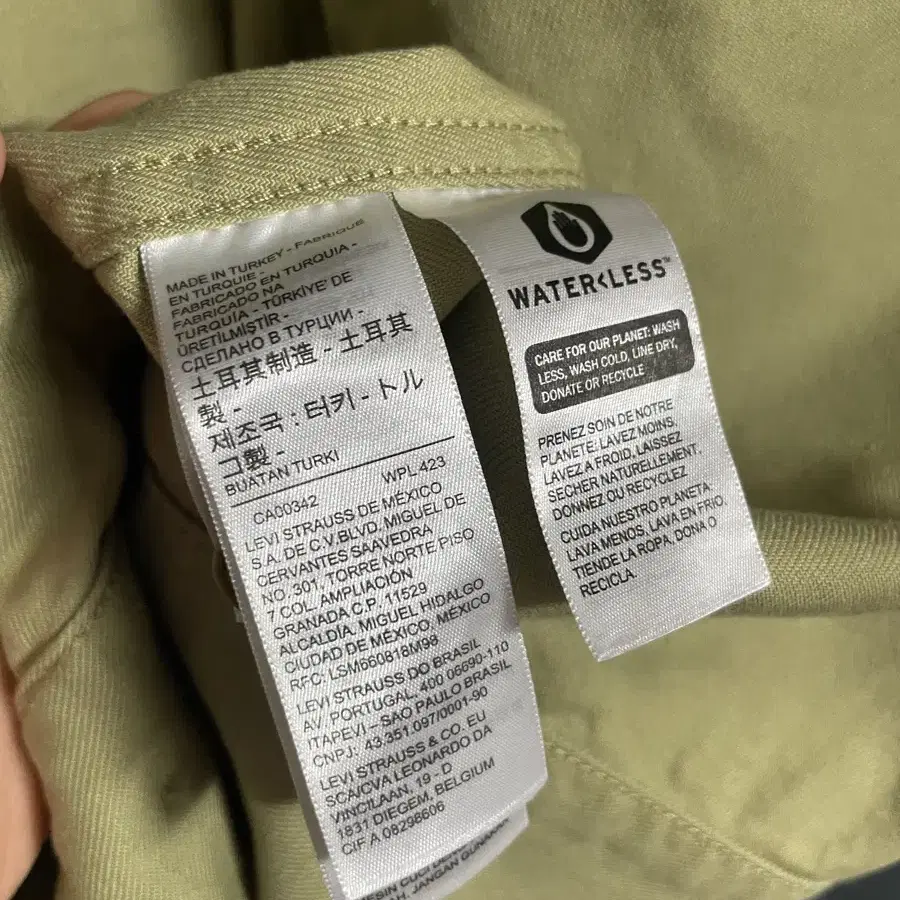 MADE IN TURKEY - FABRIQUÉ
EN TURQUIE -
FABRICADO EN TURQUIA -
FABRICADO NA
TURQUIA - TÜRKİYE' DE
ÜRETİLMİŞTİR -
СДЕЛАНО В ТУРЦИИ -
土耳其制造 - 土耳其
製 -
제조국 : 터키 - トル
コ製 -
BUATAN TURKI
CA00342 WPL 423
LEVI STRAUSS DE MÉXICO
S.A. DE C.V.BLVD. MIGUEL DE
CERVANTES SAAVEDRA
NO. 301, TORRE NORTE PISO
7 COL. AMPLIACIÓN
GRANADA C.P. 11529
ALCALDÍA. MIGUEL HIDALGO
CIUDAD DE MÉXICO, MÉXICO
RFC: LSM660818M98
LEVI STRAUSS DO BRASIL
AV. PORTUGAL, 400 06690-110
ITAPEVI – SAO PAULO BRASIL
CNPJ: 43.351.097/0001-90
LEVI STRAUSS & CO. EU
SCA/CVA LEONARDO DA
VINCILAAN, 19 - D
1831 DIEGEM, BELGIUM
CIF A 08298606
WATER<LESS™
CARE FOR OUR PLANET: WASH
LESS, WASH COLD, LINE DRY,
DONATE OR RECYCLE
PRENEZ SOIN DE NOTRE
PLANÈTE: LAVEZ MOINS,
LAVEZ A FROID, LAISSEZ
SECHER NATURELLEMENT,
DONNEZ OU RECYCLEZ
CUIDA NUESTRO PLANETA:
LAVA MENOS, LAVA EN FRIO,
TIENDE LA ROPA, DONA O
RECICLA.